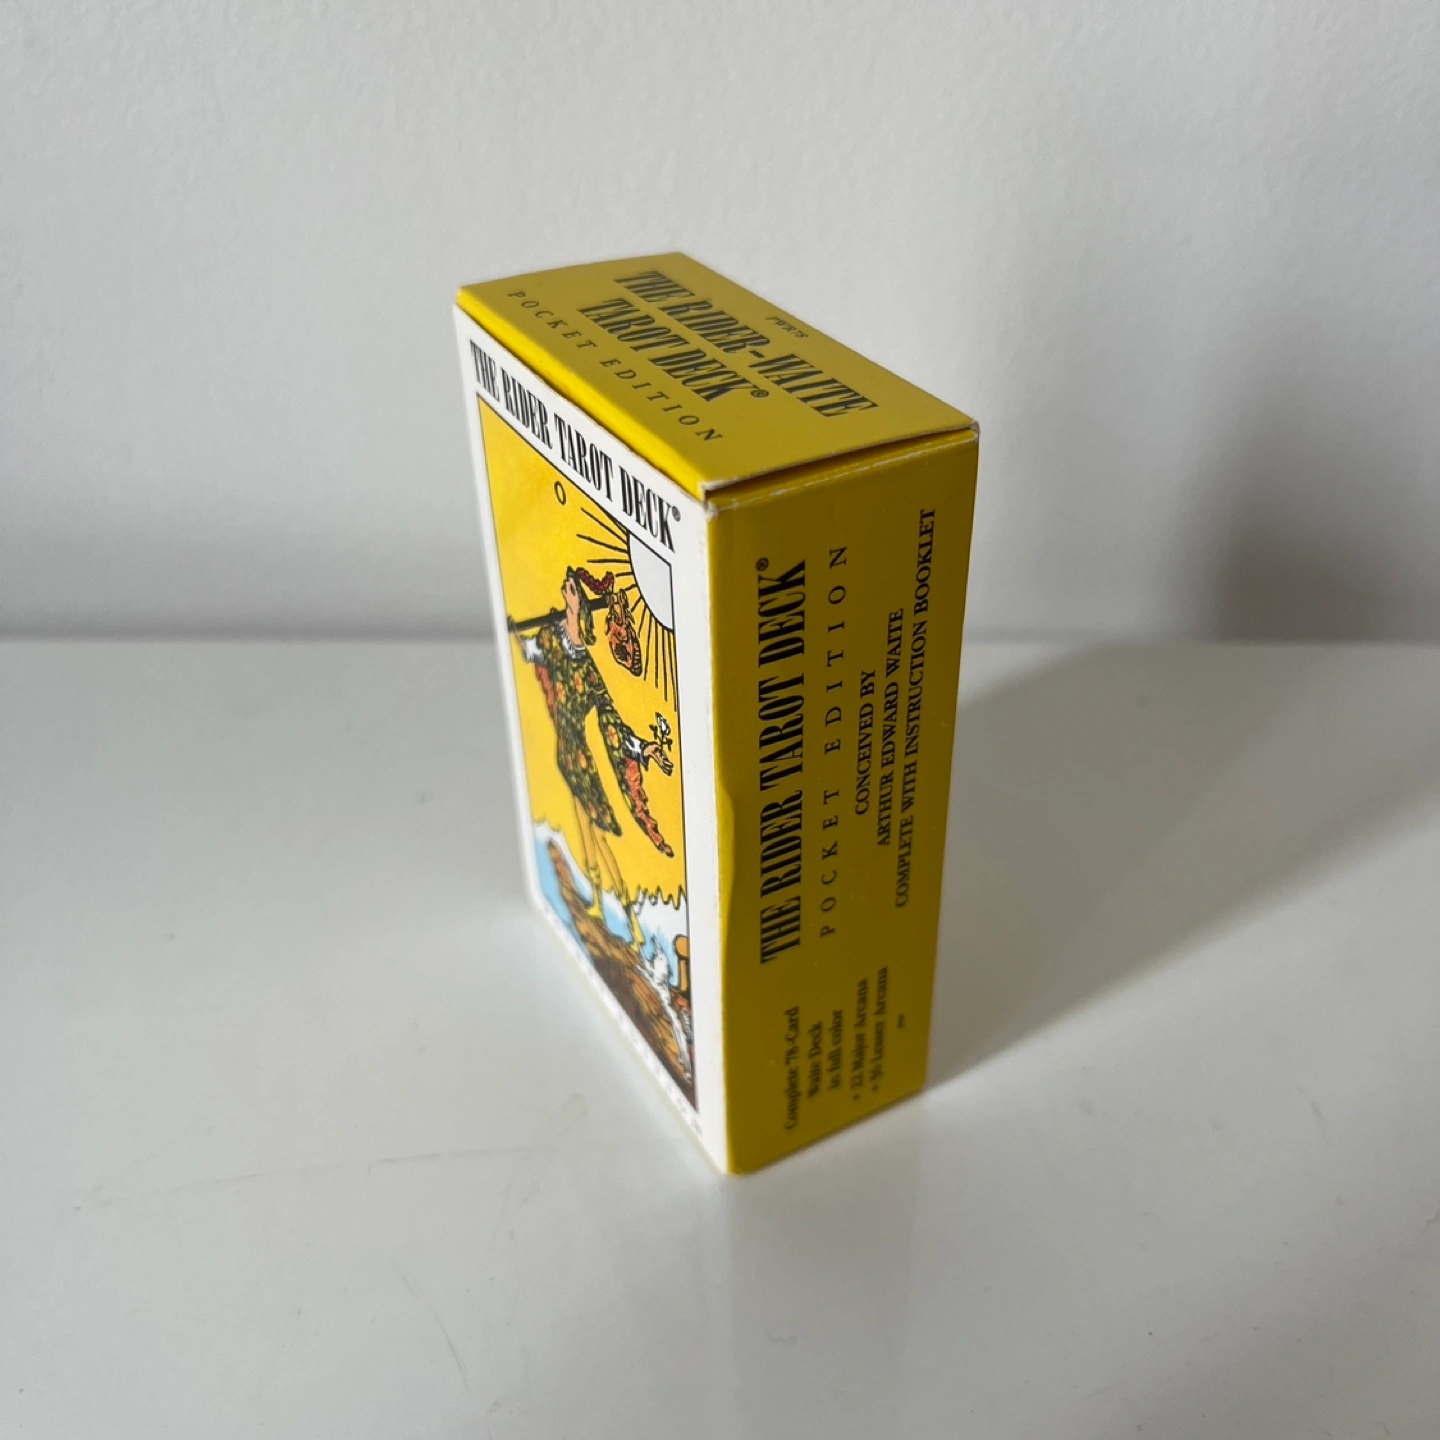 PWR78
THE RIDER-WAITE
TAROT DECK®
POCKET EDITION
THE RIDER TAROT DECK®
0
THE RIDER TAROT DECK®
POCKET EDITION
CONCEIVED BY
ARTHUR EDWARD WAITE
COMPLETE WITH INSTRUCTION BOOKLET
Complete 78-Card
Waite Deck
in full color
• 22 Major Arcana
• 56 Lesser Arcana